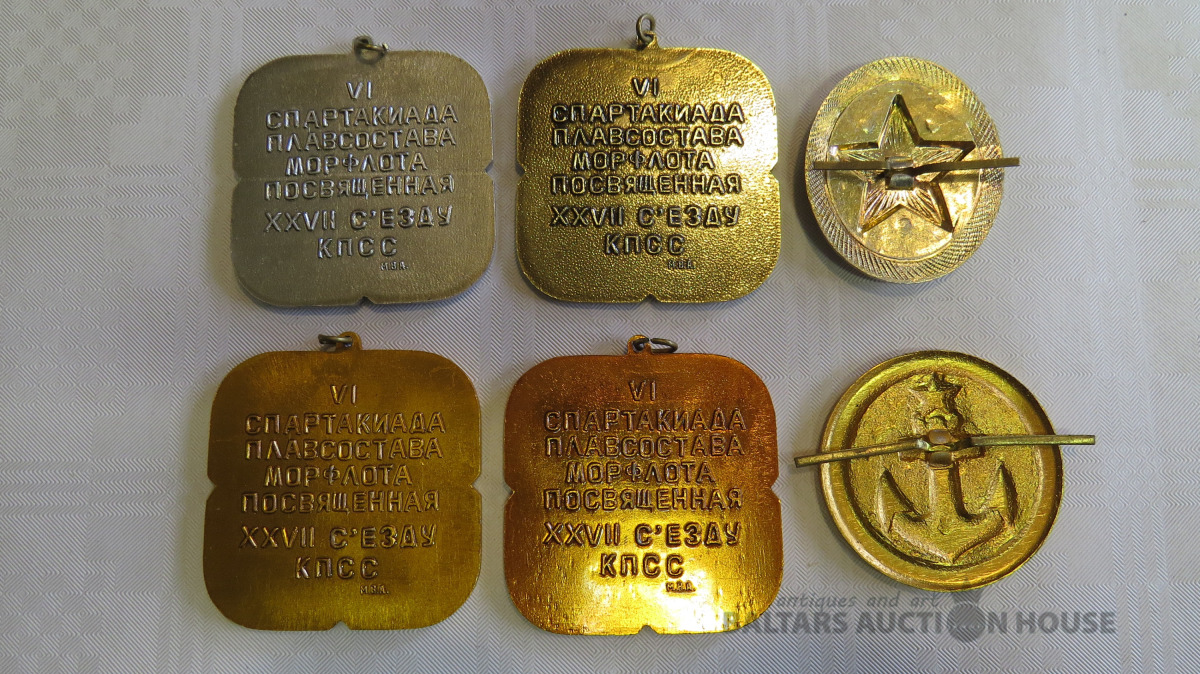 VI
СПАРТАКИАДА
ПЛАВСОСТАВА
МОРФЛОТА
ПОСВЯЩЕННАЯ
XXVII С'ЕЗДУ
КПСС
М.В.А.
VI
СПАРТАКИАДА
ПЛАВСОСТАВА
МОРФЛОТА
ПОСВЯЩЕННАЯ
XXVII С'ЕЗДУ
КПСС
М.В.А.
VI
СПАРТАКИАДА
ПЛАВСОСТАВА
МОРФЛОТА
ПОСВЯЩЕННАЯ
XXVII С'ЕЗДУ
КПСС
М.В.А.
VI
СПАРТАКИАДА
ПЛАВСОСТАВА
МОРФЛОТА
ПОСВЯЩЕННАЯ
XXVII С'ЕЗДУ
КПСС
М.В.А.
antiques and art
BALTARS AUCTION HOUSE